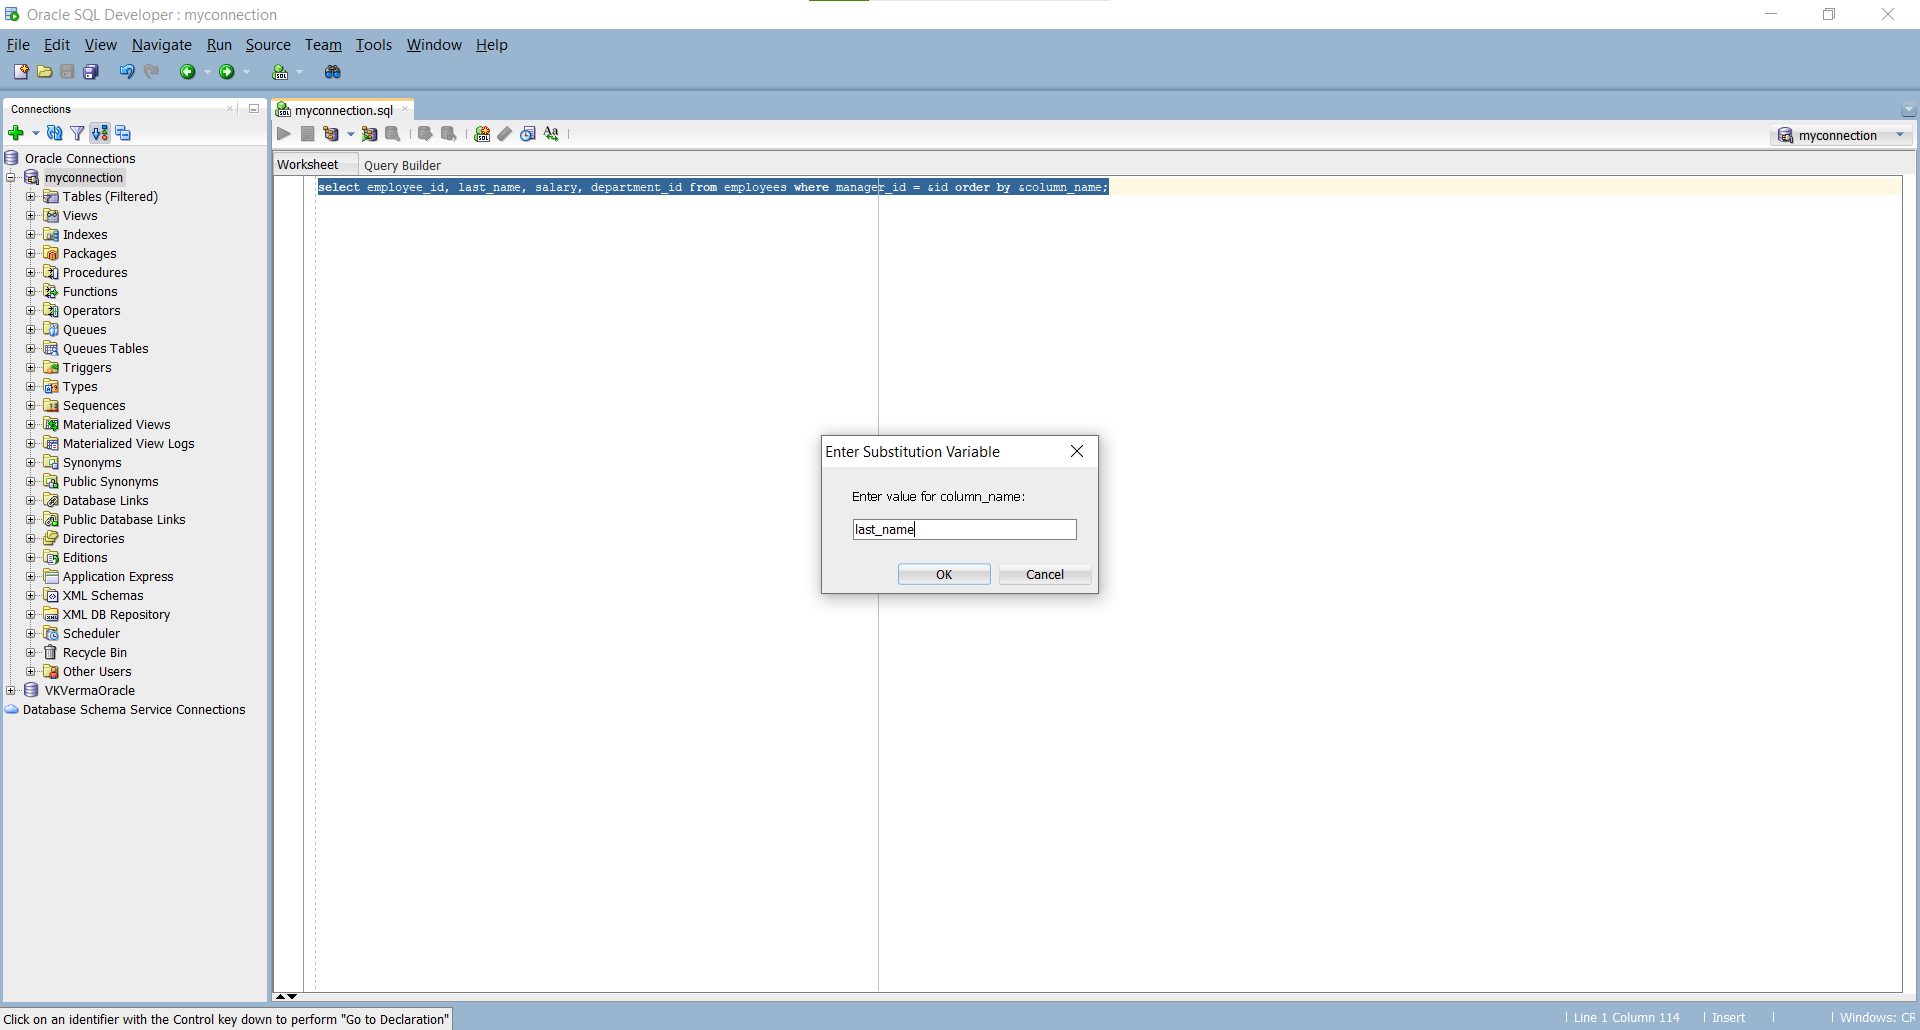 Oracle SQL Developer : myconnection
File Edit View Navigate Run Source Team Tools Window Help
Connections
myconnection.sql
myconnection
Worksheet Query Builder
select employee_id, last_name, salary, department_id from employees where manager_id = &id order by &column_name;
Oracle Connections
myconnection
Tables (Filtered)
Views
Indexes
Packages
Procedures
Functions
Operators
Queues
Queues Tables
Triggers
Types
Sequences
Materialized Views
Materialized View Logs
Synonyms
Public Synonyms
Database Links
Public Database Links
Directories
Editions
Application Express
XML Schemas
XML DB Repository
Scheduler
Recycle Bin
Other Users
VKVermaOracle
Database Schema Service Connections
Enter Substitution Variable
Enter value for column_name:
last_name
OK Cancel
Click on an identifier with the Control key down to perform "Go to Declaration"
Line 1 Column 114 Insert Windows: CR